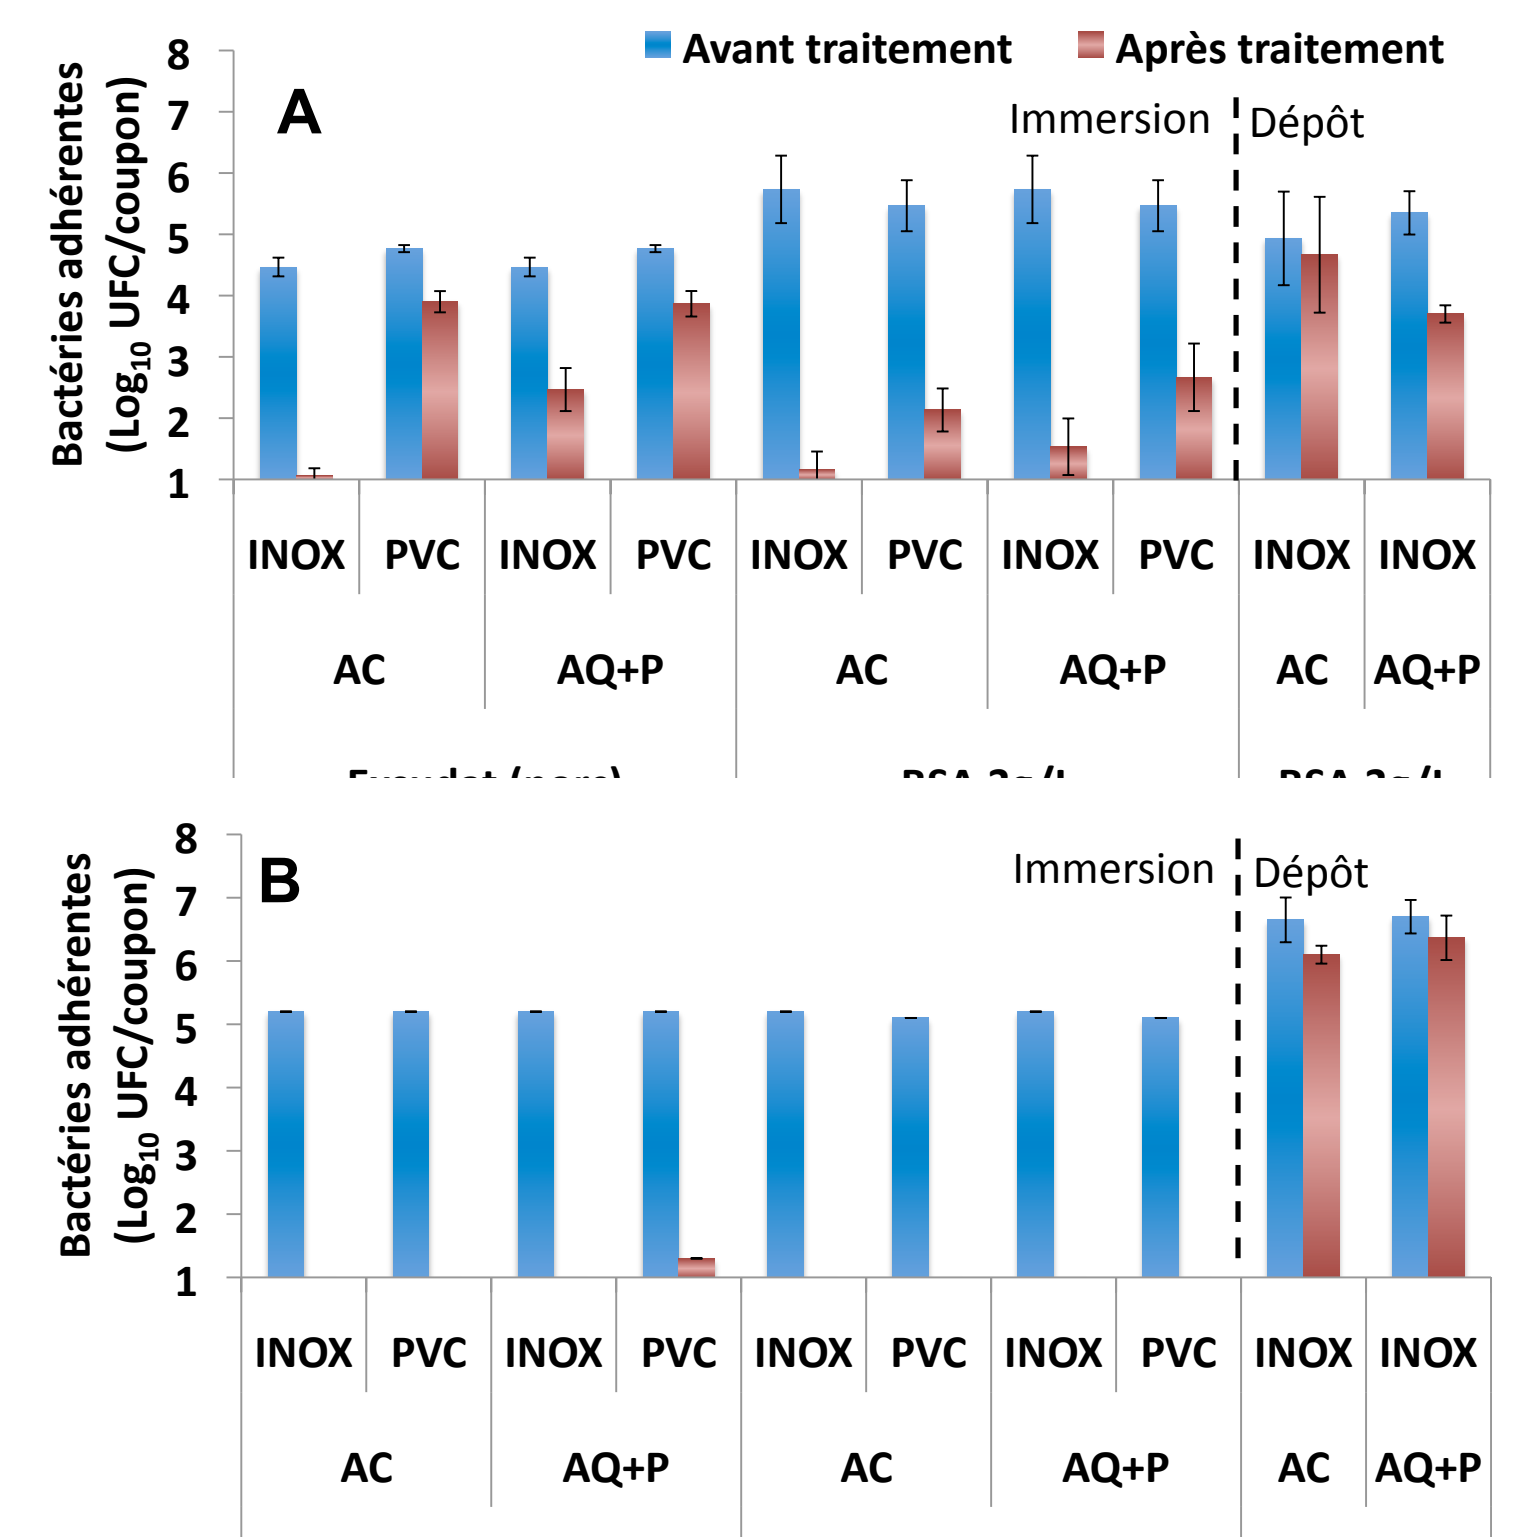 Avant traitement Après traitement
A
Immersion Dépôt
Bactéries adhérentes
(Log10 UFC/coupon)
8
7
6
5
4
3
2
1
INOX PVC INOX PVC INOX PVC INOX PVC INOX INOX
AC AQ+P AC AQ+P AC AQ+P
B
Immersion Dépôt
Bactéries adhérentes
(Log10 UFC/coupon)
8
7
6
5
4
3
2
1
INOX PVC INOX PVC INOX PVC INOX PVC INOX INOX
AC AQ+P AC AQ+P AC AQ+P